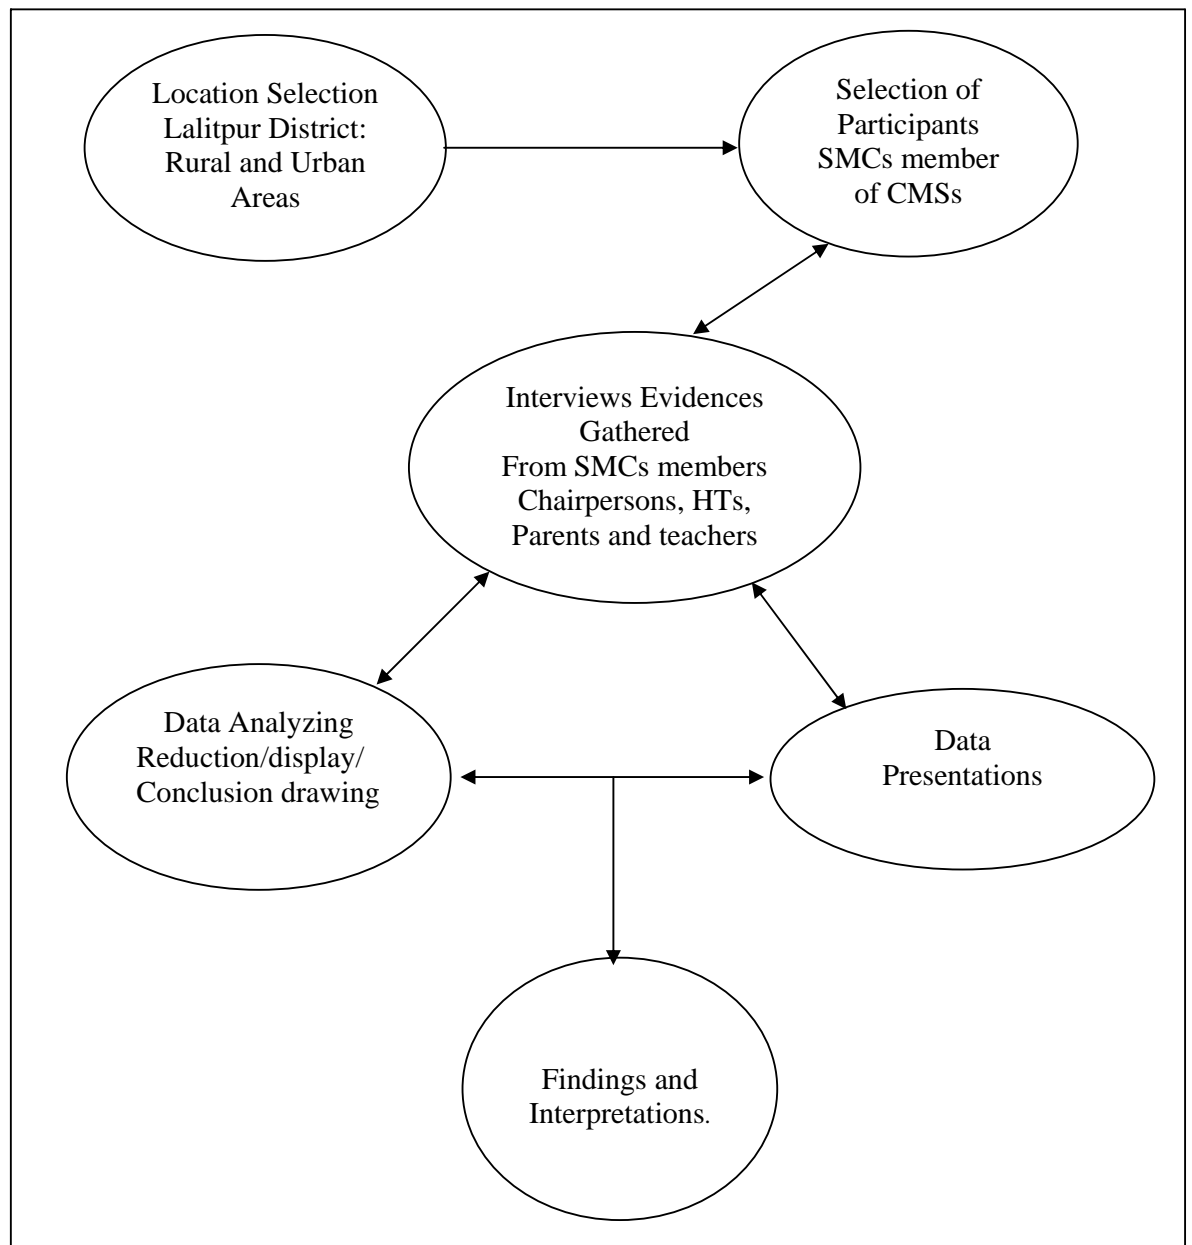 Location Selection
Lalitpur District:
Rural and Urban
Areas
Selection of
Participants
SMCs member
of CMSs
Interviews Evidences
Gathered
From SMCs members
Chairpersons, HTs,
Parents and teachers
Data Analyzing
Reduction/display/
Conclusion drawing
Data
Presentations
Findings and
Interpretations.